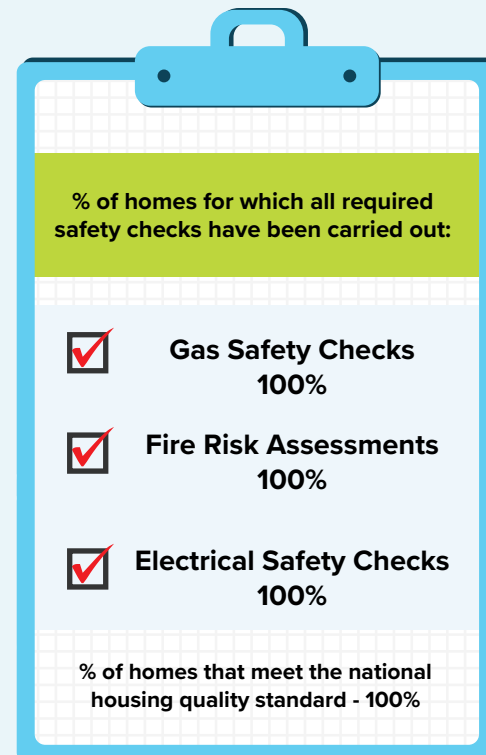 % of homes for which all required
safety checks have been carried out:
Gas Safety Checks
100%
Fire Risk Assessments
100%
Electrical Safety Checks
100%
% of homes that meet the national
housing quality standard - 100%